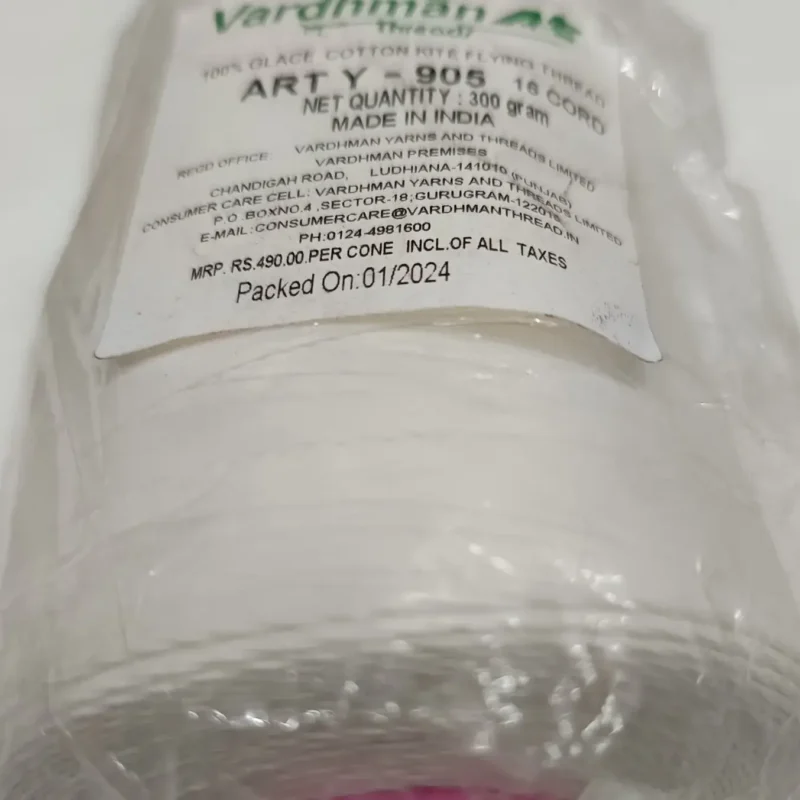 Vardhman
Threads
100% GLACE COTTON KITE FLYING THREAD
ART Y - 905 16 CORD
NET QUANTITY : 300 gram
MADE IN INDIA
REGD OFFICE: VARDHMAN YARNS AND THREADS LIMITED
VARDHMAN PREMISES
CHANDIGAH ROAD, LUDHIANA-141010 (PUNJAB)
CONSUMER CARE CELL: VARDHMAN YARNS AND THREADS LIMITED
P.O.BOXNO.4 ,SECTOR-18;GURUGRAM-122015
E-MAIL:CONSUMERCARE@VARDHMANTHREAD.IN
PH:0124-4981600
MRP. RS.490.00.PER CONE INCL.OF ALL TAXES
Packed On:01/2024